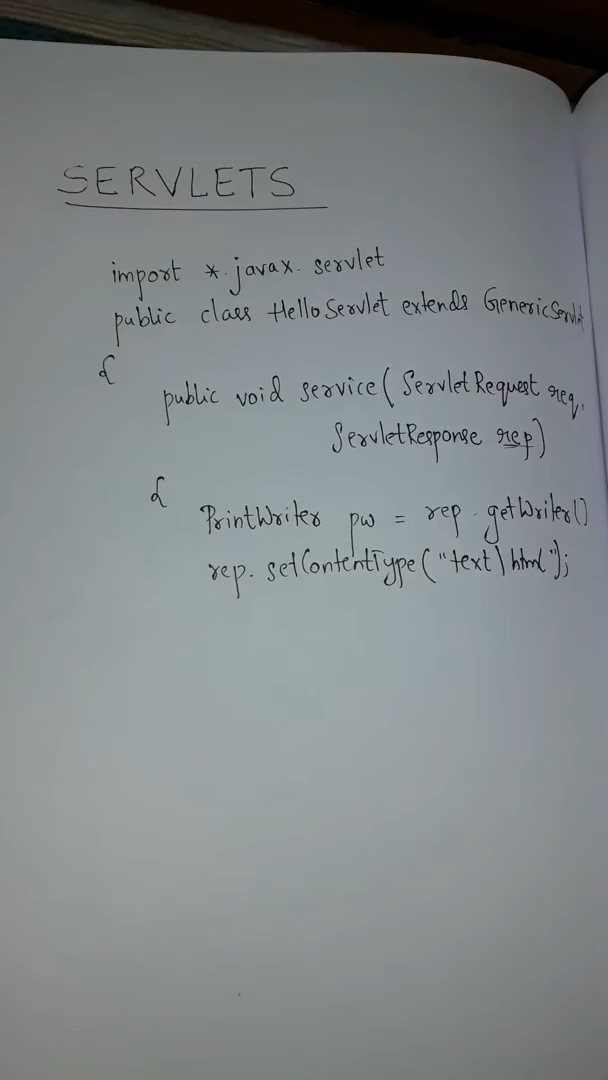 SERVLETS
import *.javax.servlet
public class HelloServlet extends GenericServlet
{
public void service(ServletRequest req,
ServletResponse rep)
{
PrintWriter pw = rep.getWriter()
rep.setContentType("text\html");